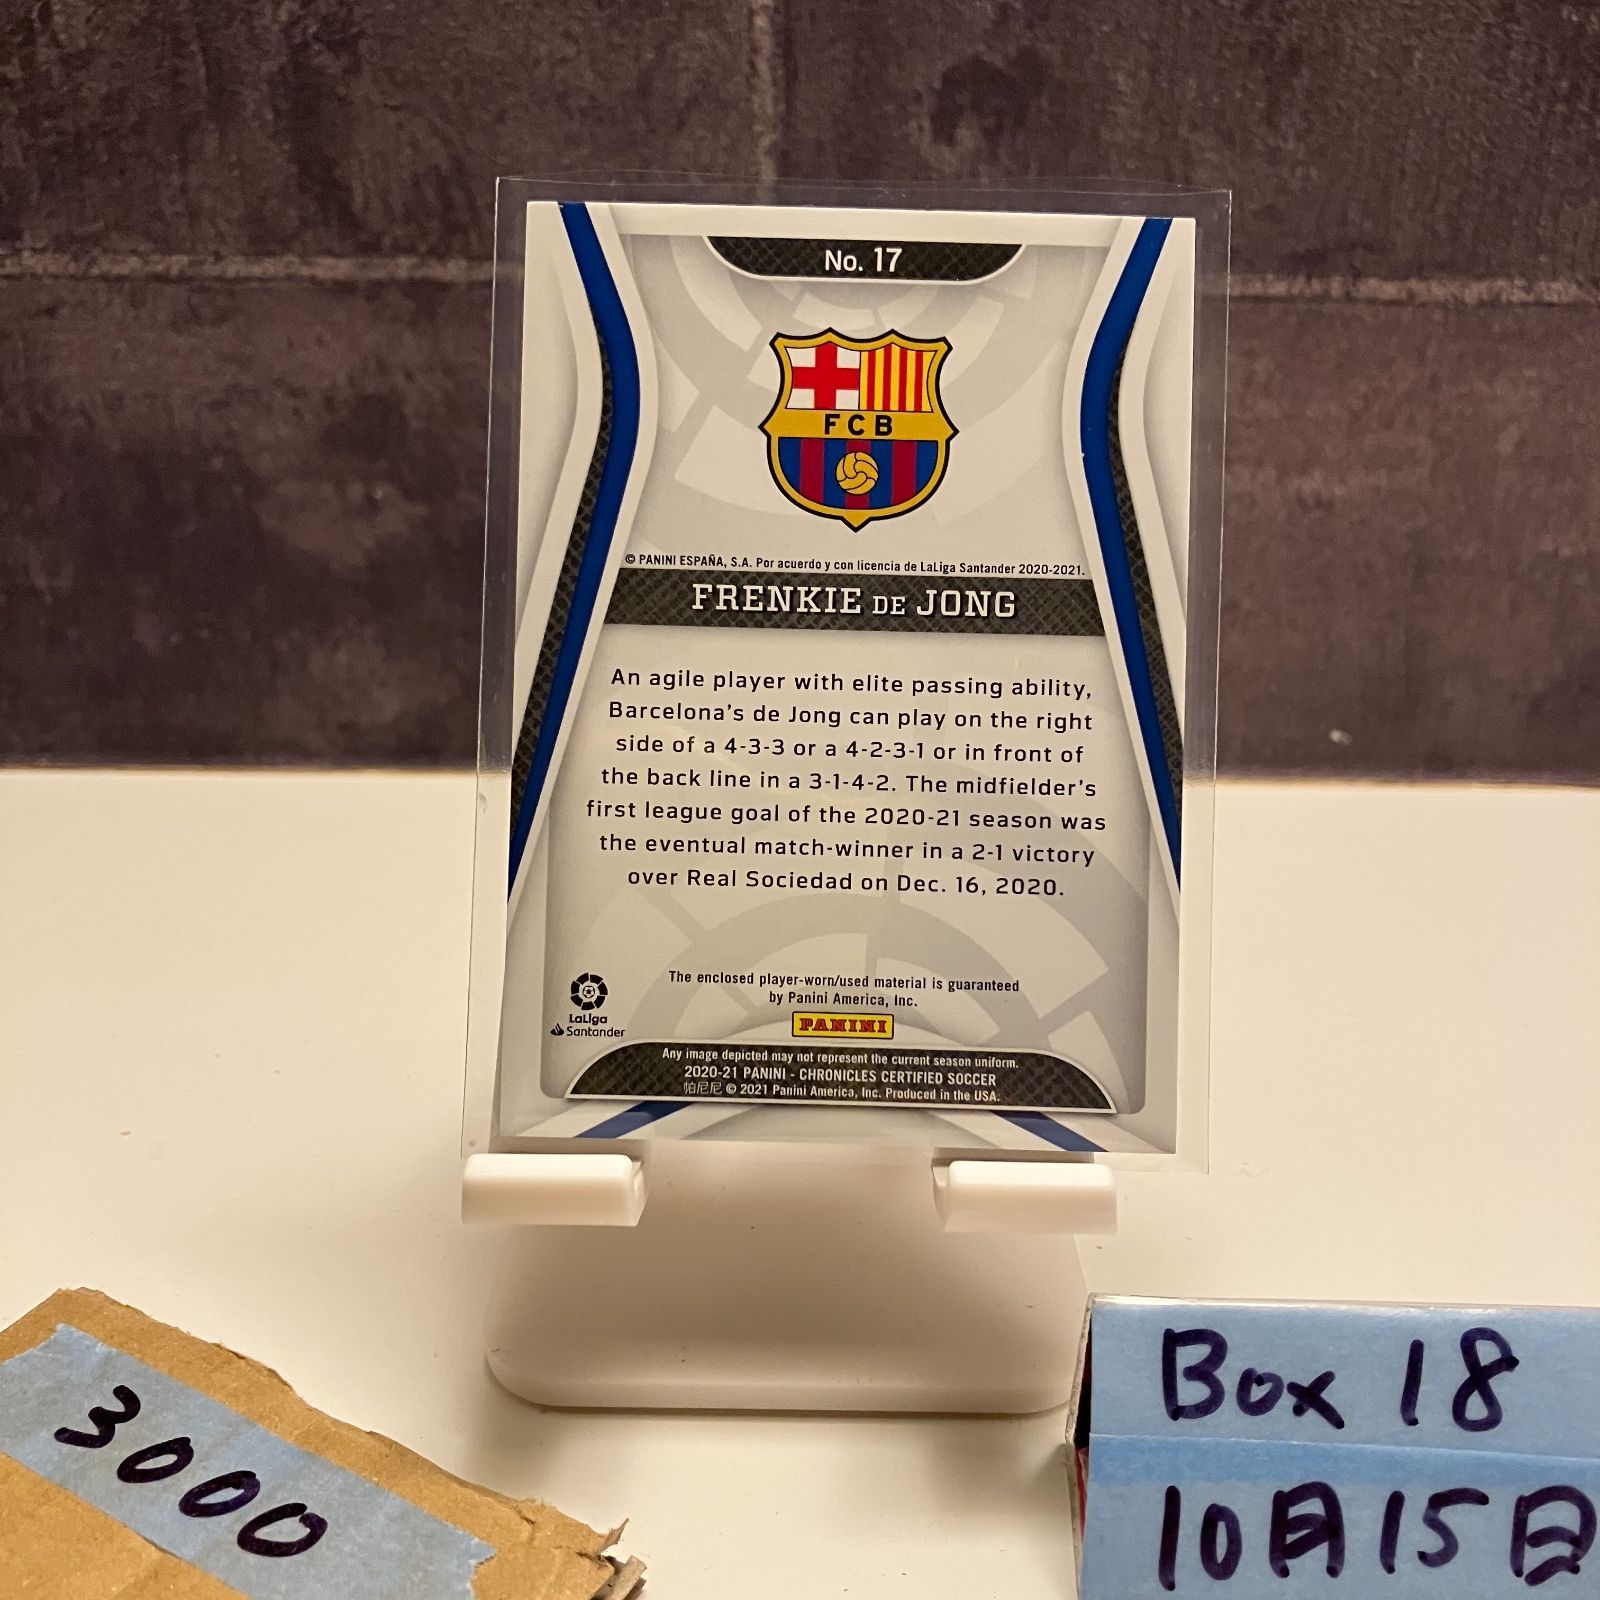 No. 17
FCB
© PANINI ESPAÑA, S.A. Por acuerdo y con licencia de LaLiga Santander 2020-2021.
FRENKIE DE JONG
An agile player with elite passing ability,
Barcelona's de Jong can play on the right
side of a 4-3-3 or a 4-2-3-1 or in front of
the back line in a 3-1-4-2. The midfielder's
first league goal of the 2020-21 season was
the eventual match-winner in a 2-1 victory
over Real Sociedad on Dec. 16, 2020.
LaLiga
Santander
The enclosed player-worn/used material is guaranteed
by Panini America, Inc.
PANINI
Any image depicted may not represent the current season uniform.
2020-21 PANINI - CHRONICLES CERTIFIED SOCCER
帕尼尼 © 2021 Panini America, Inc. Produced in the USA.
3000
Box 18
10月15日